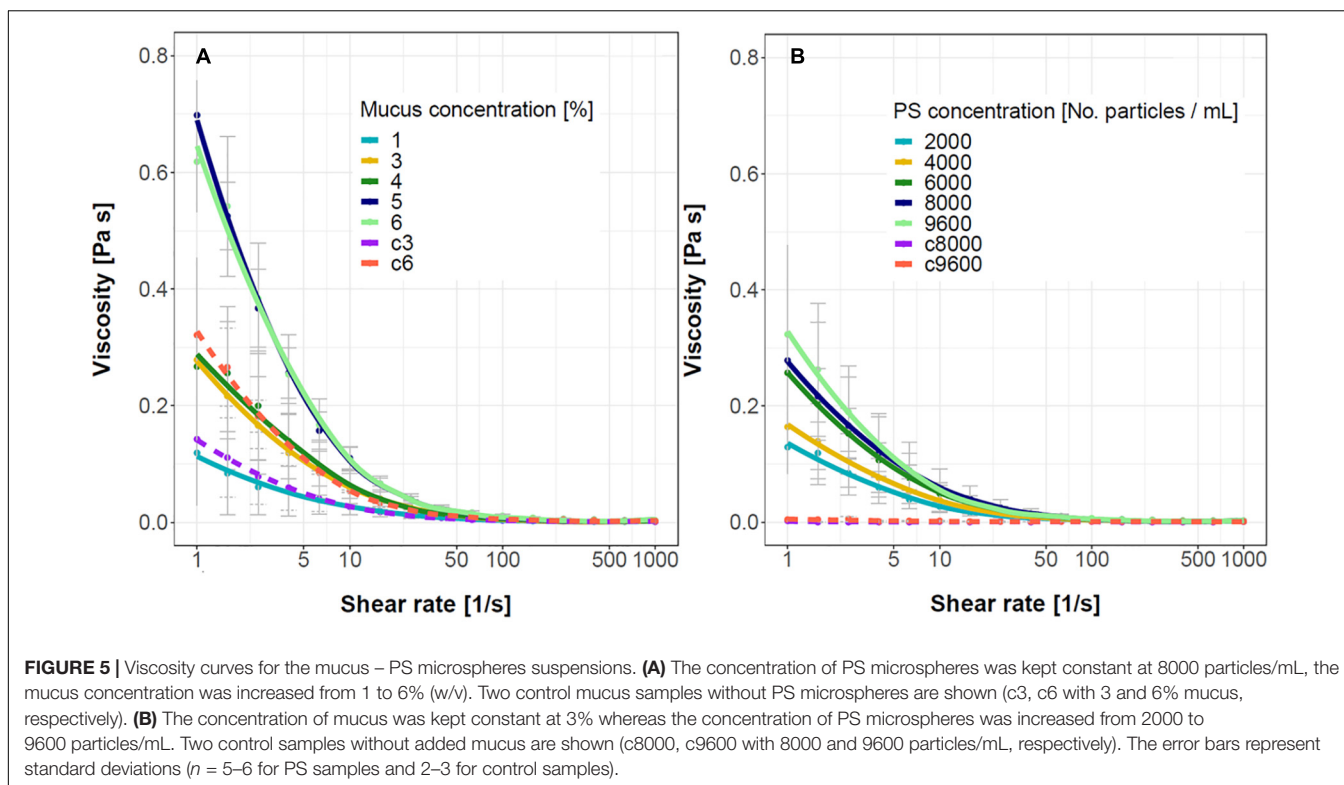 A
Mucus concentration [%]
1
3
4
5
6
c3
c6
0.8
0.6
0.4
0.2
0.0
Viscosity [Pa s]
1 5 10 50 100 500 1000
Shear rate [1/s]
B
PS concentration [No. particles / mL]
2000
4000
6000
8000
9600
c8000
c9600
0.8
0.6
0.4
0.2
0.0
Viscosity [Pa s]
1 5 10 50 100 500 1000
Shear rate [1/s]
FIGURE 5 | Viscosity curves for the mucus – PS microspheres suspensions. (A) The concentration of PS microspheres was kept constant at 8000 particles/mL, the
mucus concentration was increased from 1 to 6% (w/v). Two control mucus samples without PS microspheres are shown (c3, c6 with 3 and 6% mucus,
respectively). (B) The concentration of mucus was kept constant at 3% whereas the concentration of PS microspheres was increased from 2000 to
9600 particles/mL. Two control samples without added mucus are shown (c8000, c9600 with 8000 and 9600 particles/mL, respectively). The error bars represent
standard deviations (n = 5–6 for PS samples and 2–3 for control samples).